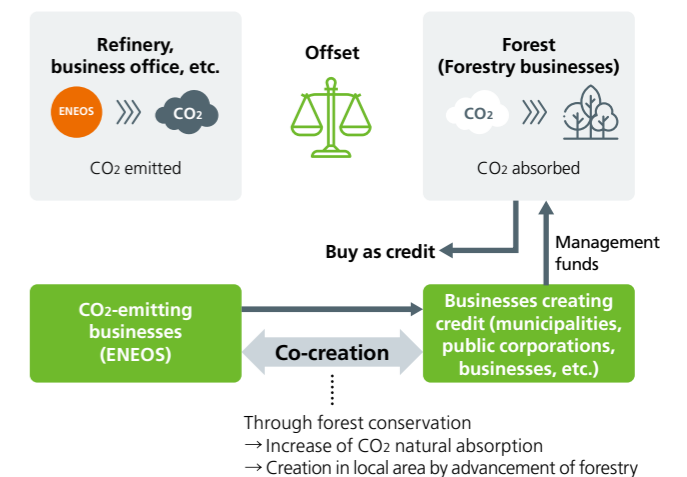 Refinery,
business office, etc.
ENEOS
CO2
CO2 emitted
Offset
Forest
(Forestry businesses)
CO2
CO2 absorbed
Buy as credit
Management
funds
CO2-emitting
businesses
(ENEOS)
Co-creation
Businesses creating
credit (municipalities,
public corporations,
businesses, etc.)
Through forest conservation
→ Increase of CO2 natural absorption
→ Creation in local area by advancement of forestry